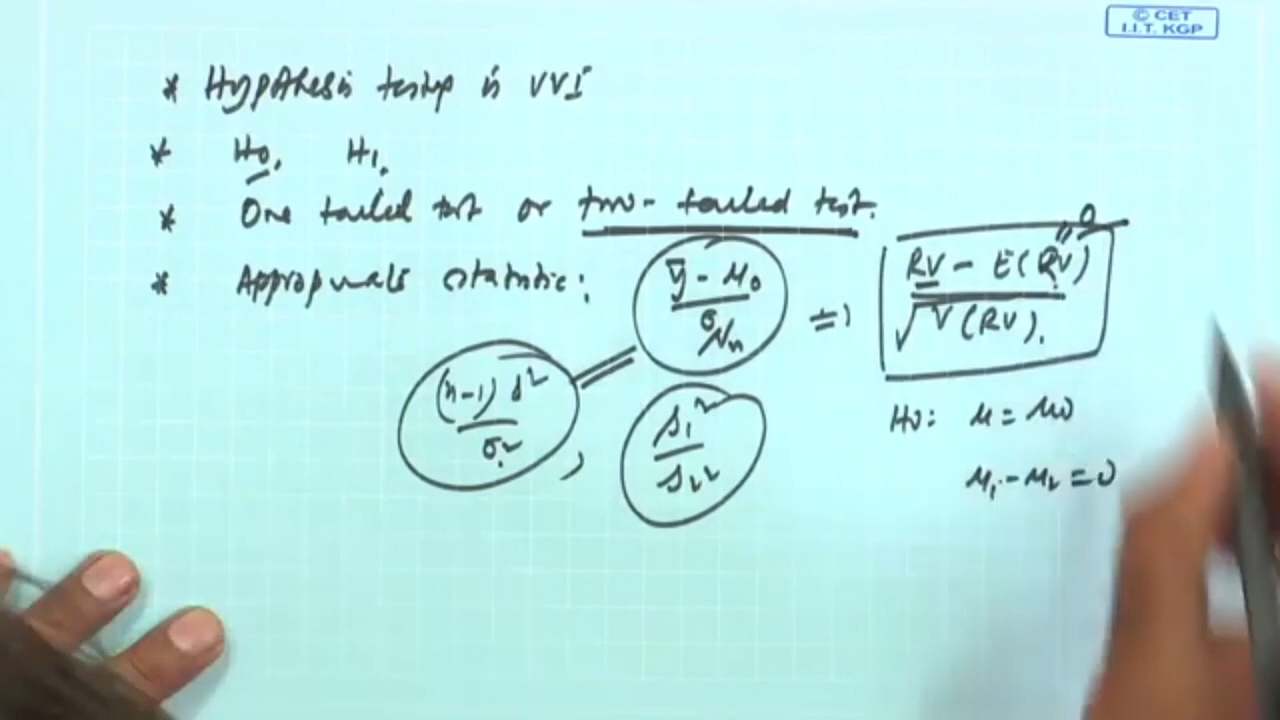 © CET
I.I.T. KGP
* Hypothesis testing is VVI
* H0, H1.
* One tailed test or two-tailed test.
* Appropriate statistic: (ȳ - μ0) / (σ/√n) ⇒ (RV - E(RV)) / √V(RV).
= 0
(n-1) s² / σ² , s₁² / s₂²
H0: μ = μ0
μ₁ - μ₂ = 0